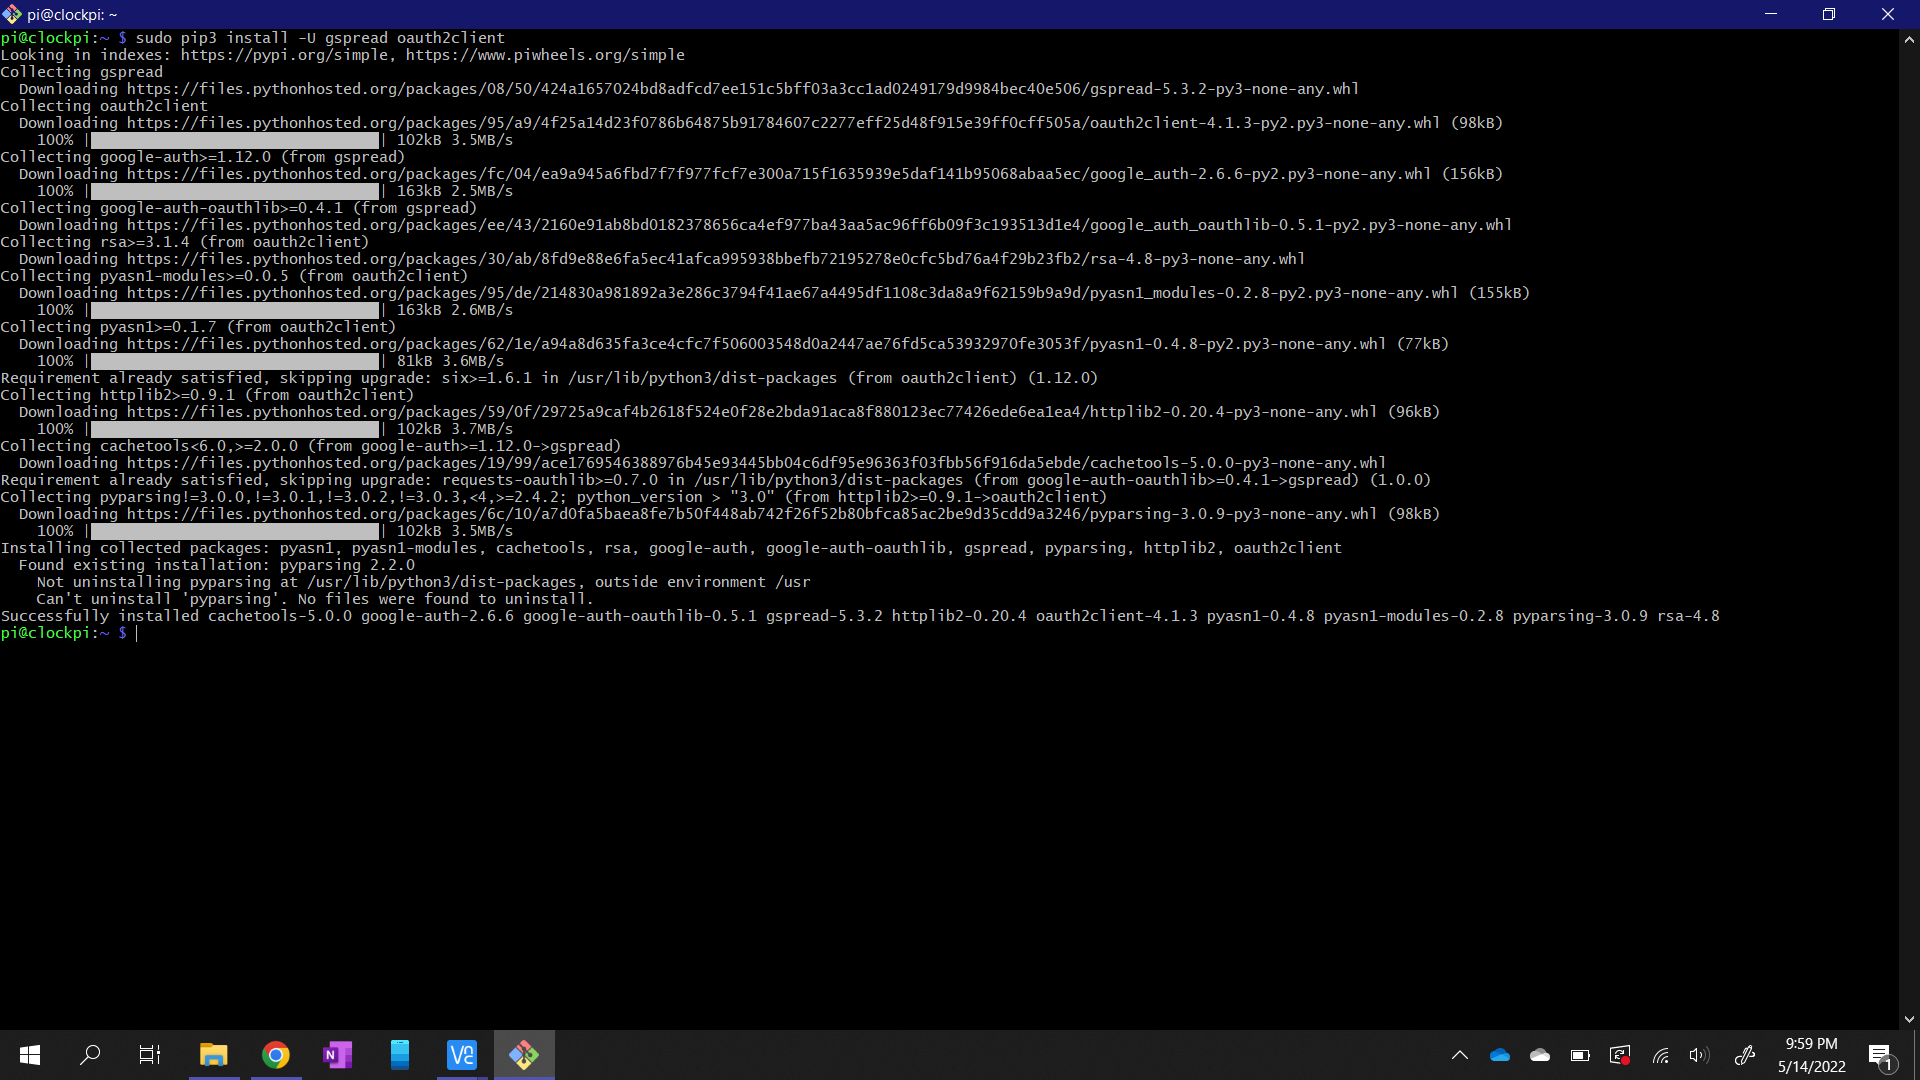 pi@clockpi: ~
pi@clockpi:~ $ sudo pip3 install -U gspread oauth2client
Looking in indexes: https://pypi.org/simple, https://www.piwheels.org/simple
Collecting gspread
Downloading https://files.pythonhosted.org/packages/08/50/424a1657024bd8adfcd7ee151c5bff03a3cc1ad0249179d9984bec40e506/gspread-5.3.2-py3-none-any.whl
Collecting oauth2client
Downloading https://files.pythonhosted.org/packages/95/a9/4f25a14d23f0786b64875b91784607c2277eff25d48f915e39ff0cff505a/oauth2client-4.1.3-py2.py3-none-any.whl (98kB)
100% | | 102kB 3.5MB/s
Collecting google-auth>=1.12.0 (from gspread)
Downloading https://files.pythonhosted.org/packages/fc/04/ea9a945a6fbd7f7f977fcf7e300a715f1635939e5daf141b95068abaa5ec/google_auth-2.6.6-py2.py3-none-any.whl (156kB)
100% | | 163kB 2.5MB/s
Collecting google-auth-oauthlib>=0.4.1 (from gspread)
Downloading https://files.pythonhosted.org/packages/ee/43/2160e91ab8bd0182378656ca4ef977ba43aa5ac96ff6b09f3c193513d1e4/google_auth_oauthlib-0.5.1-py2.py3-none-any.whl
Collecting rsa>=3.1.4 (from oauth2client)
Downloading https://files.pythonhosted.org/packages/30/ab/8fd9e88e6fa5ec41afca995938bbefb72195278e0cfc5bd76a4f29b23fb2/rsa-4.8-py3-none-any.whl
Collecting pyasn1-modules>=0.0.5 (from oauth2client)
Downloading https://files.pythonhosted.org/packages/95/de/214830a981892a3e286c3794f41ae67a4495df1108c3da8a9f62159b9a9d/pyasn1_modules-0.2.8-py2.py3-none-any.whl (155kB)
100% | | 163kB 2.6MB/s
Collecting pyasn1>=0.1.7 (from oauth2client)
Downloading https://files.pythonhosted.org/packages/62/1e/a94a8d635fa3ce4cfc7f506003548d0a2447ae76fd5ca53932970fe3053f/pyasn1-0.4.8-py2.py3-none-any.whl (77kB)
100% | | 81kB 3.6MB/s
Requirement already satisfied, skipping upgrade: six>=1.6.1 in /usr/lib/python3/dist-packages (from oauth2client) (1.12.0)
Collecting httplib2>=0.9.1 (from oauth2client)
Downloading https://files.pythonhosted.org/packages/59/0f/29725a9caf4b2618f524e0f28e2bda91aca8f880123ec77426ede6ea1ea4/httplib2-0.20.4-py3-none-any.whl (96kB)
100% | | 102kB 3.7MB/s
Collecting cachetools<6.0,>=2.0.0 (from google-auth>=1.12.0->gspread)
Downloading https://files.pythonhosted.org/packages/19/99/ace1769546388976b45e93445bb04c6df95e96363f03fbb56f916da5ebde/cachetools-5.0.0-py3-none-any.whl
Requirement already satisfied, skipping upgrade: requests-oauthlib>=0.7.0 in /usr/lib/python3/dist-packages (from google-auth-oauthlib>=0.4.1->gspread) (1.0.0)
Collecting pyparsing!=3.0.0,!=3.0.1,!=3.0.2,!=3.0.3,<4,>=2.4.2; python_version > "3.0" (from httplib2>=0.9.1->oauth2client)
Downloading https://files.pythonhosted.org/packages/6c/10/a7d0fa5baea8fe7b50f448ab742f26f52b80bfca85ac2be9d35cdd9a3246/pyparsing-3.0.9-py3-none-any.whl (98kB)
100% | | 102kB 3.5MB/s
Installing collected packages: pyasn1, pyasn1-modules, cachetools, rsa, google-auth, google-auth-oauthlib, gspread, pyparsing, httplib2, oauth2client
Found existing installation: pyparsing 2.2.0
Not uninstalling pyparsing at /usr/lib/python3/dist-packages, outside environment /usr
Can't uninstall 'pyparsing'. No files were found to uninstall.
Successfully installed cachetools-5.0.0 google-auth-2.6.6 google-auth-oauthlib-0.5.1 gspread-5.3.2 httplib2-0.20.4 oauth2client-4.1.3 pyasn1-0.4.8 pyasn1-modules-0.2.8 pyparsing-3.0.9 rsa-4.8
pi@clockpi:~ $
9:59 PM
5/14/2022
1